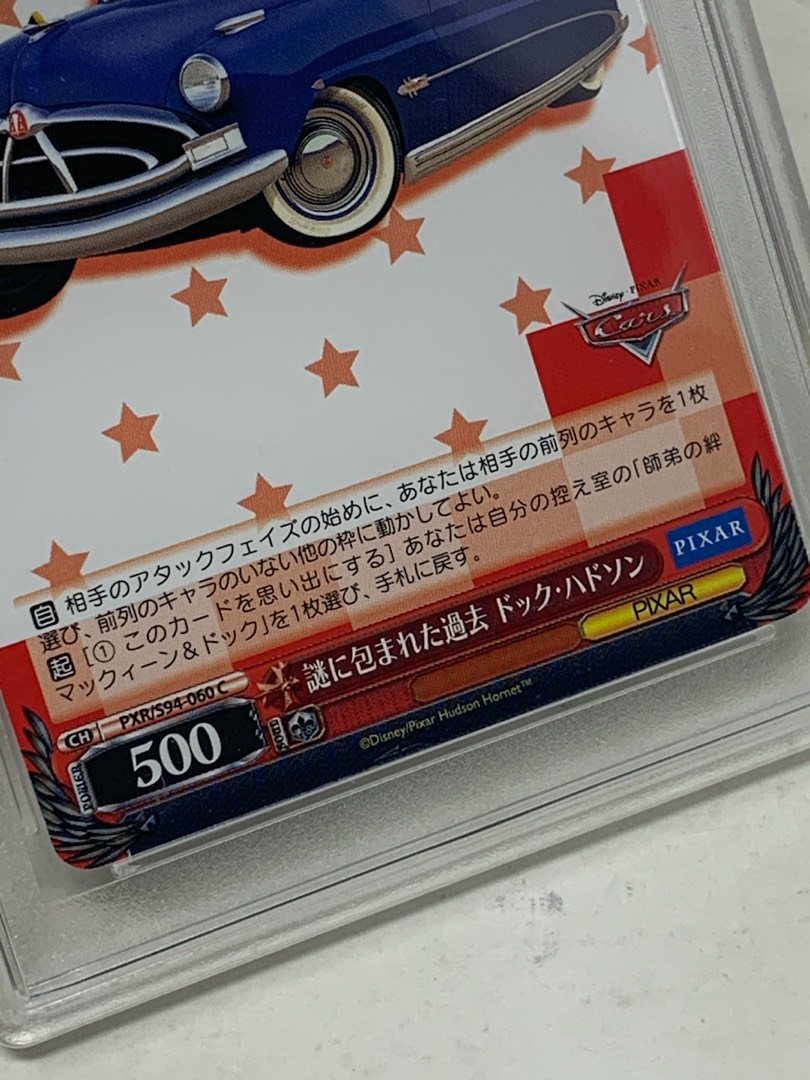 Disney・PIXAR
Cars
自 相手のアタックフェイズの始めに、あなたは相手の前列のキャラを1枚
選び、前列のキャラのいない他の枠に動かしてよい。
起 [① このカードを思い出にする] あなたは自分の控え室の「師弟の絆
マックィーン＆ドック」を1枚選び、手札に戻す。
PIXAR
謎に包まれた過去 ドック・ハドソン
PIXAR
CH PXR/S94-060 C
POWER 500 SOUL
©Disney/Pixar Hudson Hornet™